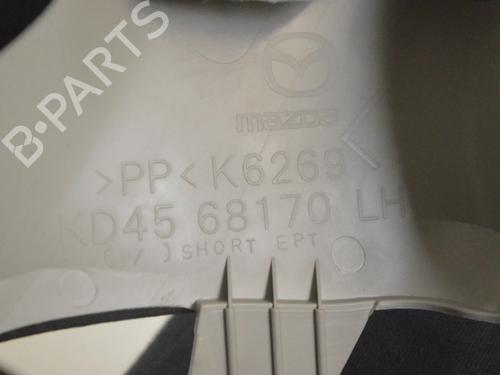 B-PARTS
mazda
>PP< K6269
KD45 68170 LH
( / ) SHORT EPT